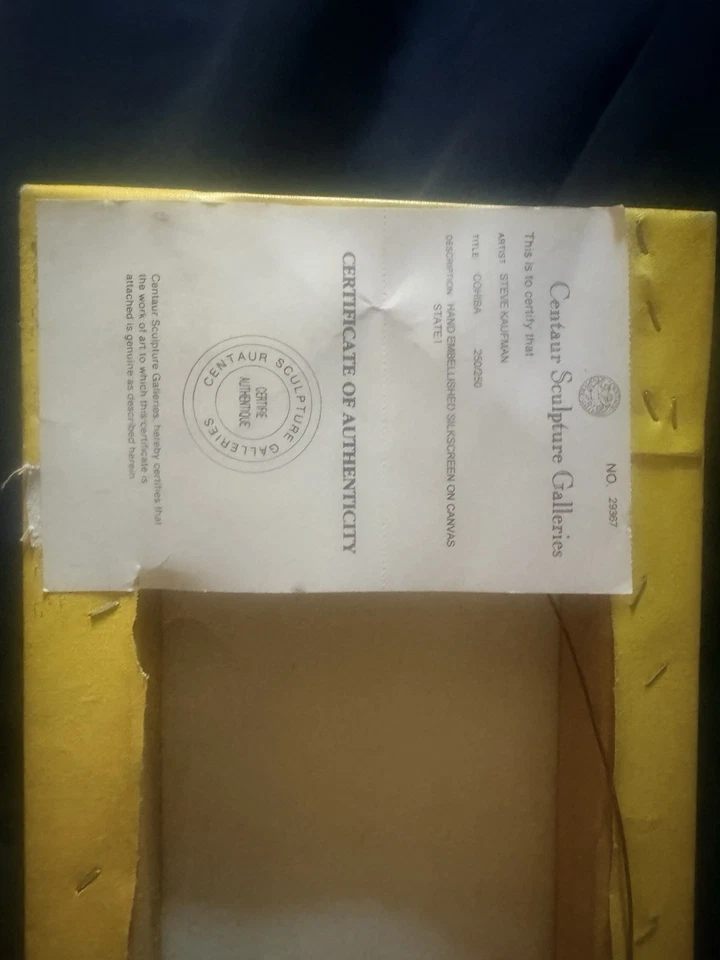 NO. 29367
Centaur Sculpture Galleries
This is to certify that
ARTIST STEVE KAUFMAN
TITLE COHIBA 250/250
DESCRIPTION HAND EMBELLISHED SILKSCREEN ON CANVAS
STATE I
CERTIFICATE OF AUTHENTICITY
CENTAUR SCULPTURE GALLERIES
CERTIFIE
AUTHENTIQUE
Centaur Sculpture Galleries, hereby certifies that
the work of art to which this certificate is
attached is genuine as described herein